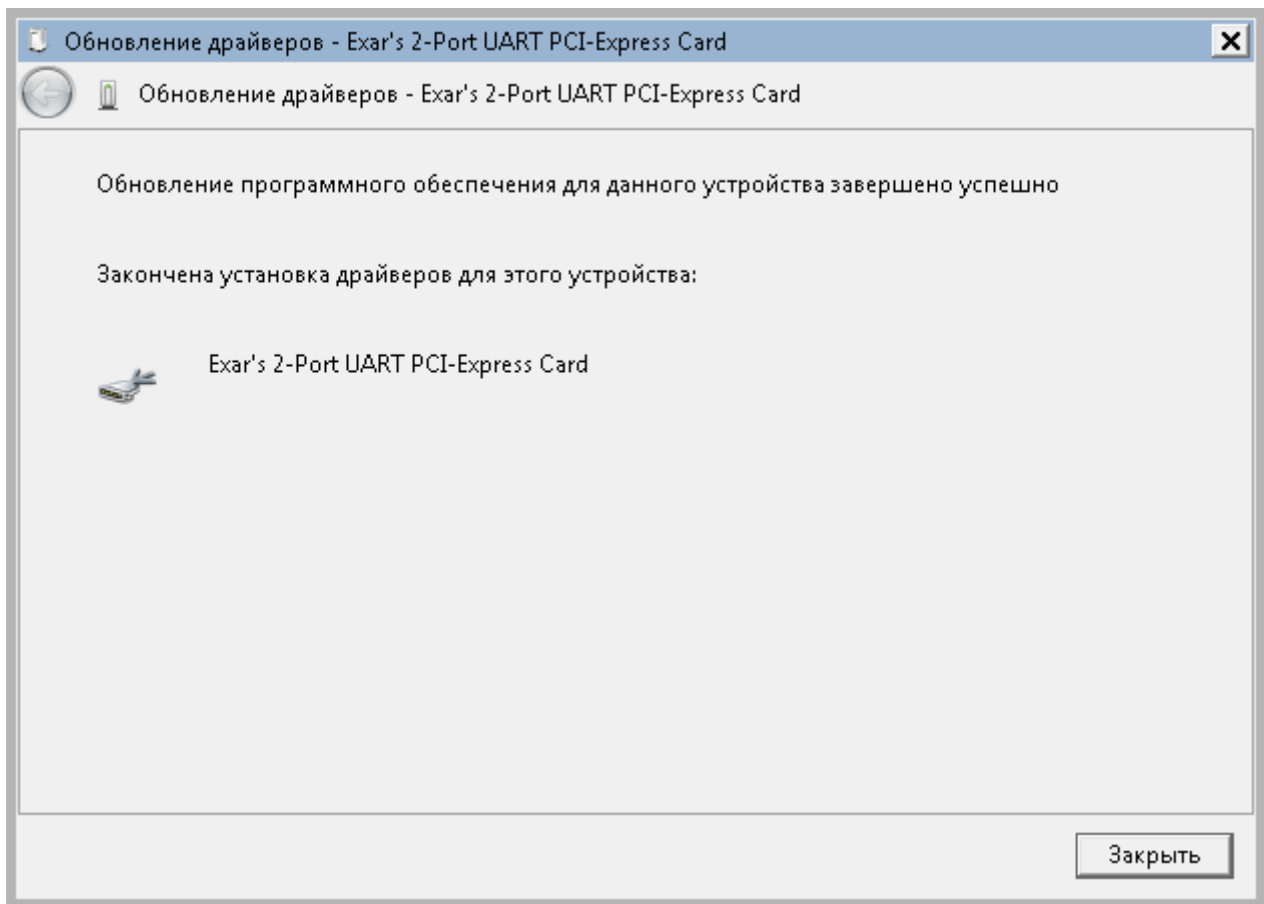 Обновление драйверов - Exar's 2-Port UART PCI-Express Card
Обновление драйверов - Exar's 2-Port UART PCI-Express Card
Обновление программного обеспечения для данного устройства завершено успешно
Закончена установка драйверов для этого устройства:
Exar's 2-Port UART PCI-Express Card
Закрыть